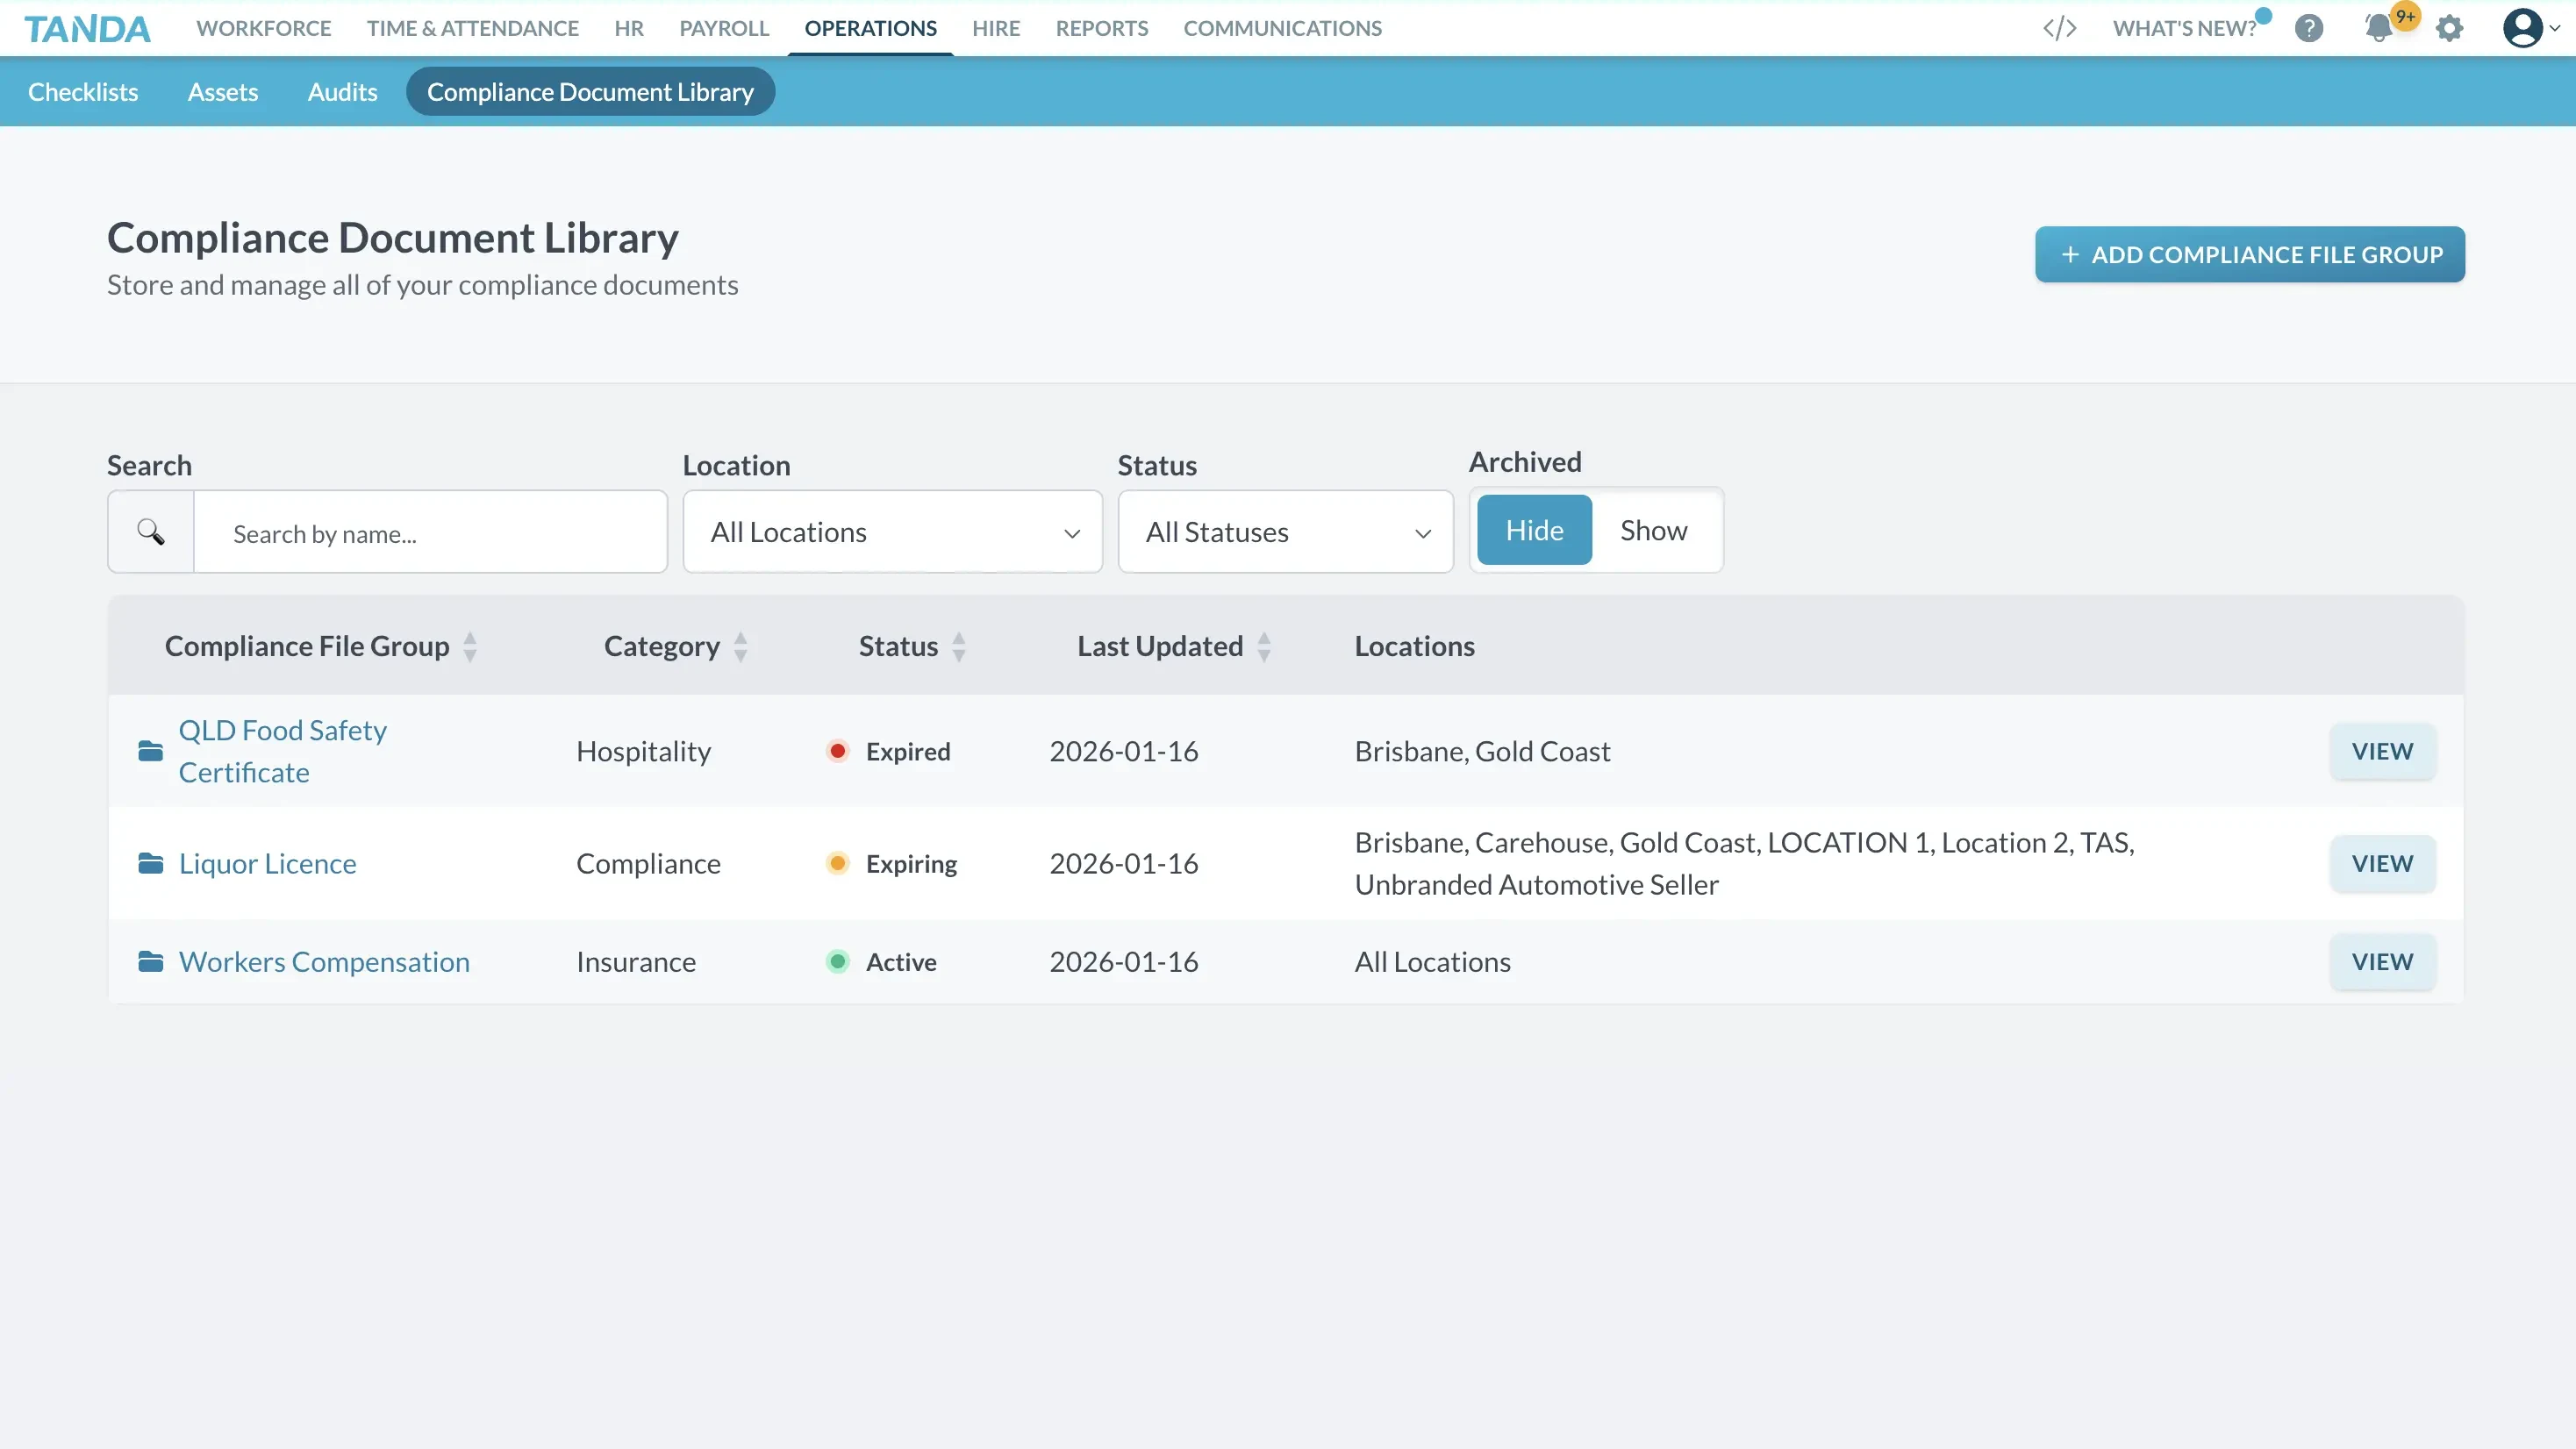 TANDA WORKFORCE TIME & ATTENDANCE HR PAYROLL OPERATIONS HIRE REPORTS COMMUNICATIONS </> WHAT'S NEW? ? 9+
Checklists Assets Audits Compliance Document Library
Compliance Document Library
Store and manage all of your compliance documents
+ ADD COMPLIANCE FILE GROUP
Search Location Status Archived
Search by name... All Locations All Statuses Hide Show
Compliance File Group Category Status Last Updated Locations
QLD Food Safety
Certificate
Hospitality Expired 2026-01-16 Brisbane, Gold Coast VIEW
Liquor Licence Compliance Expiring 2026-01-16
Brisbane, Carehouse, Gold Coast, LOCATION 1, Location 2, TAS,
Unbranded Automotive Seller
VIEW
Workers Compensation Insurance Active 2026-01-16 All Locations VIEW